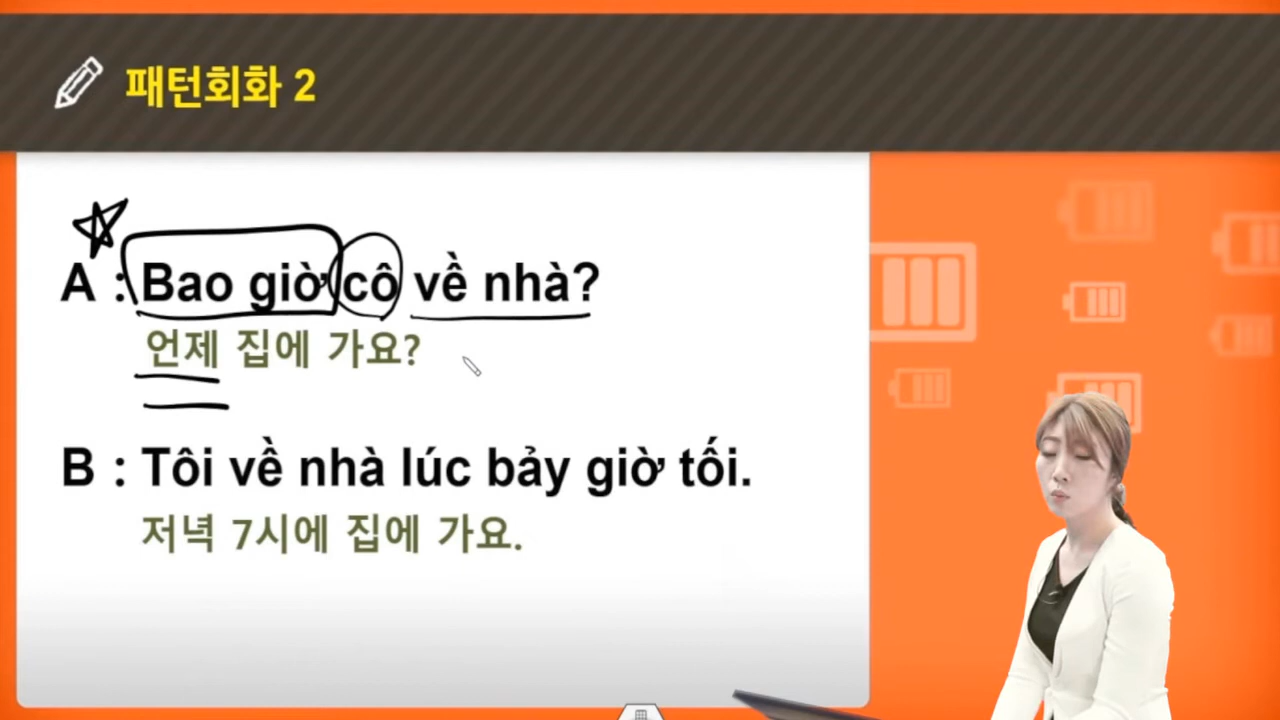 패턴회화 2
A : Bao giờ cô về nhà?
언제 집에 가요?
B : Tôi về nhà lúc bảy giờ tối.
저녁 7시에 집에 가요.